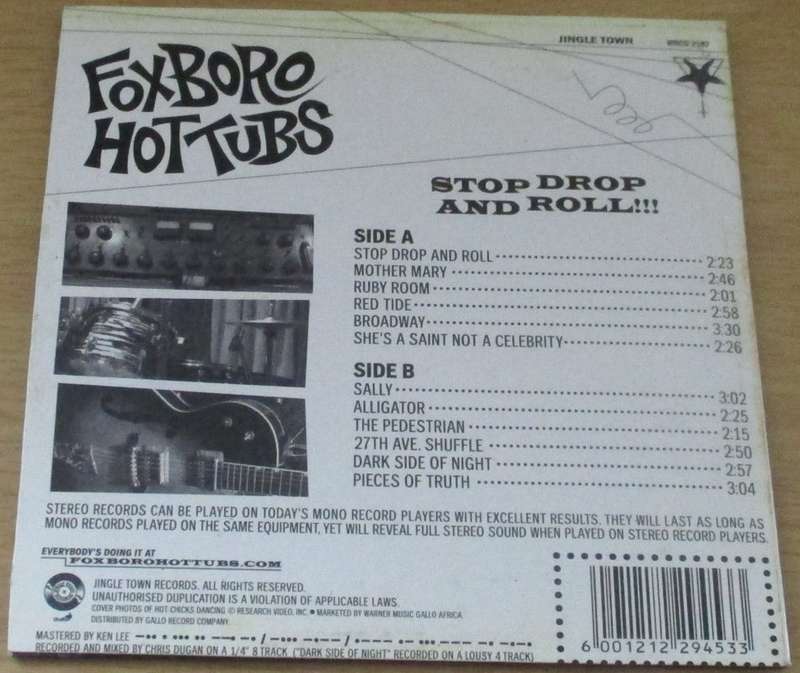 JINGLE TOWN
FOXBORO
HOT TUBS
STOP DROP
AND ROLL!!!
SIDE A
STOP DROP AND ROLL 2:23
MOTHER MARY 2:46
RUBY ROOM 2:01
RED TIDE 2:58
BROADWAY 3:30
SHE'S A SAINT NOT A CELEBRITY 2:26
SIDE B
SALLY 3:02
ALLIGATOR 2:25
THE PEDESTRIAN 2:15
27TH AVE. SHUFFLE 2:50
DARK SIDE OF NIGHT 2:57
PIECES OF TRUTH 3:04
STEREO RECORDS CAN BE PLAYED ON TODAY'S MONO RECORD PLAYERS WITH EXCELLENT RESULTS. THEY WILL LAST AS LONG AS
MONO RECORDS PLAYED ON THE SAME EQUIPMENT, YET WILL REVEAL FULL STEREO SOUND WHEN PLAYED ON STEREO RECORD PLAYERS.
EVERYBODY'S DOING IT AT
FOXBOROHOTTUBS.COM
JINGLE TOWN RECORDS. ALL RIGHTS RESERVED.
UNAUTHORISED DUPLICATION IS A VIOLATION OF APPLICABLE LAWS.
COVER PHOTOS OF HOT CHICKS DANCING © RESEARCH VIDEO, INC. • MARKETED BY WARNER MUSIC GALLO AFRICA.
DISTRIBUTED BY GALLO RECORD COMPANY.
MASTERED BY KEN LEE
RECORDED AND MIXED BY CHRIS DUGAN ON A 1/4" 8 TRACK ("DARK SIDE OF NIGHT" RECORDED ON A LOUSY 4 TRACK)
6 001212 294533